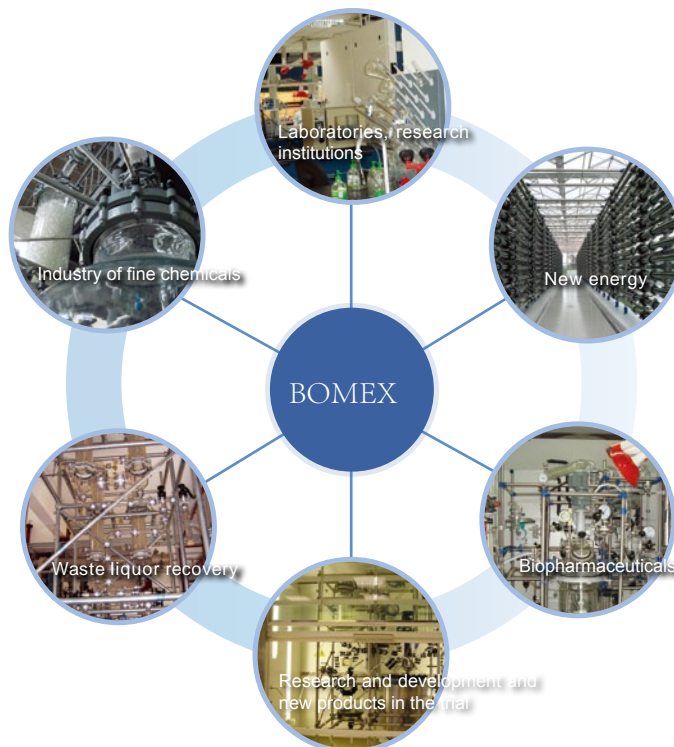 Laboratories, research
institutions
Industry of fine chemicals
New energy
BOMEX
Waste liquor recovery
Biopharmaceuticals
Research and development and
new products in the trial